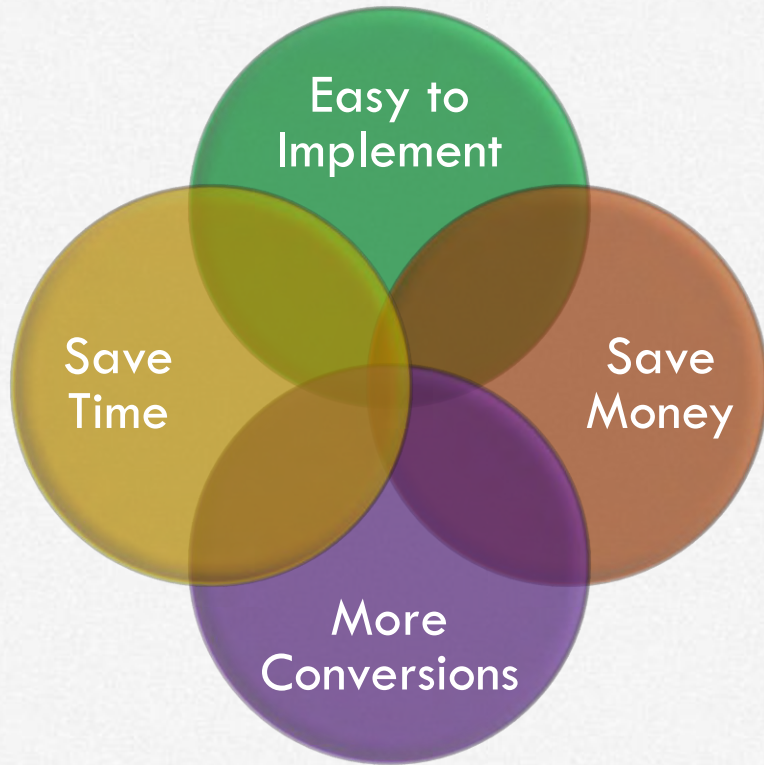 Easy to
Implement
Save
Time
Save
Money
More
Conversions